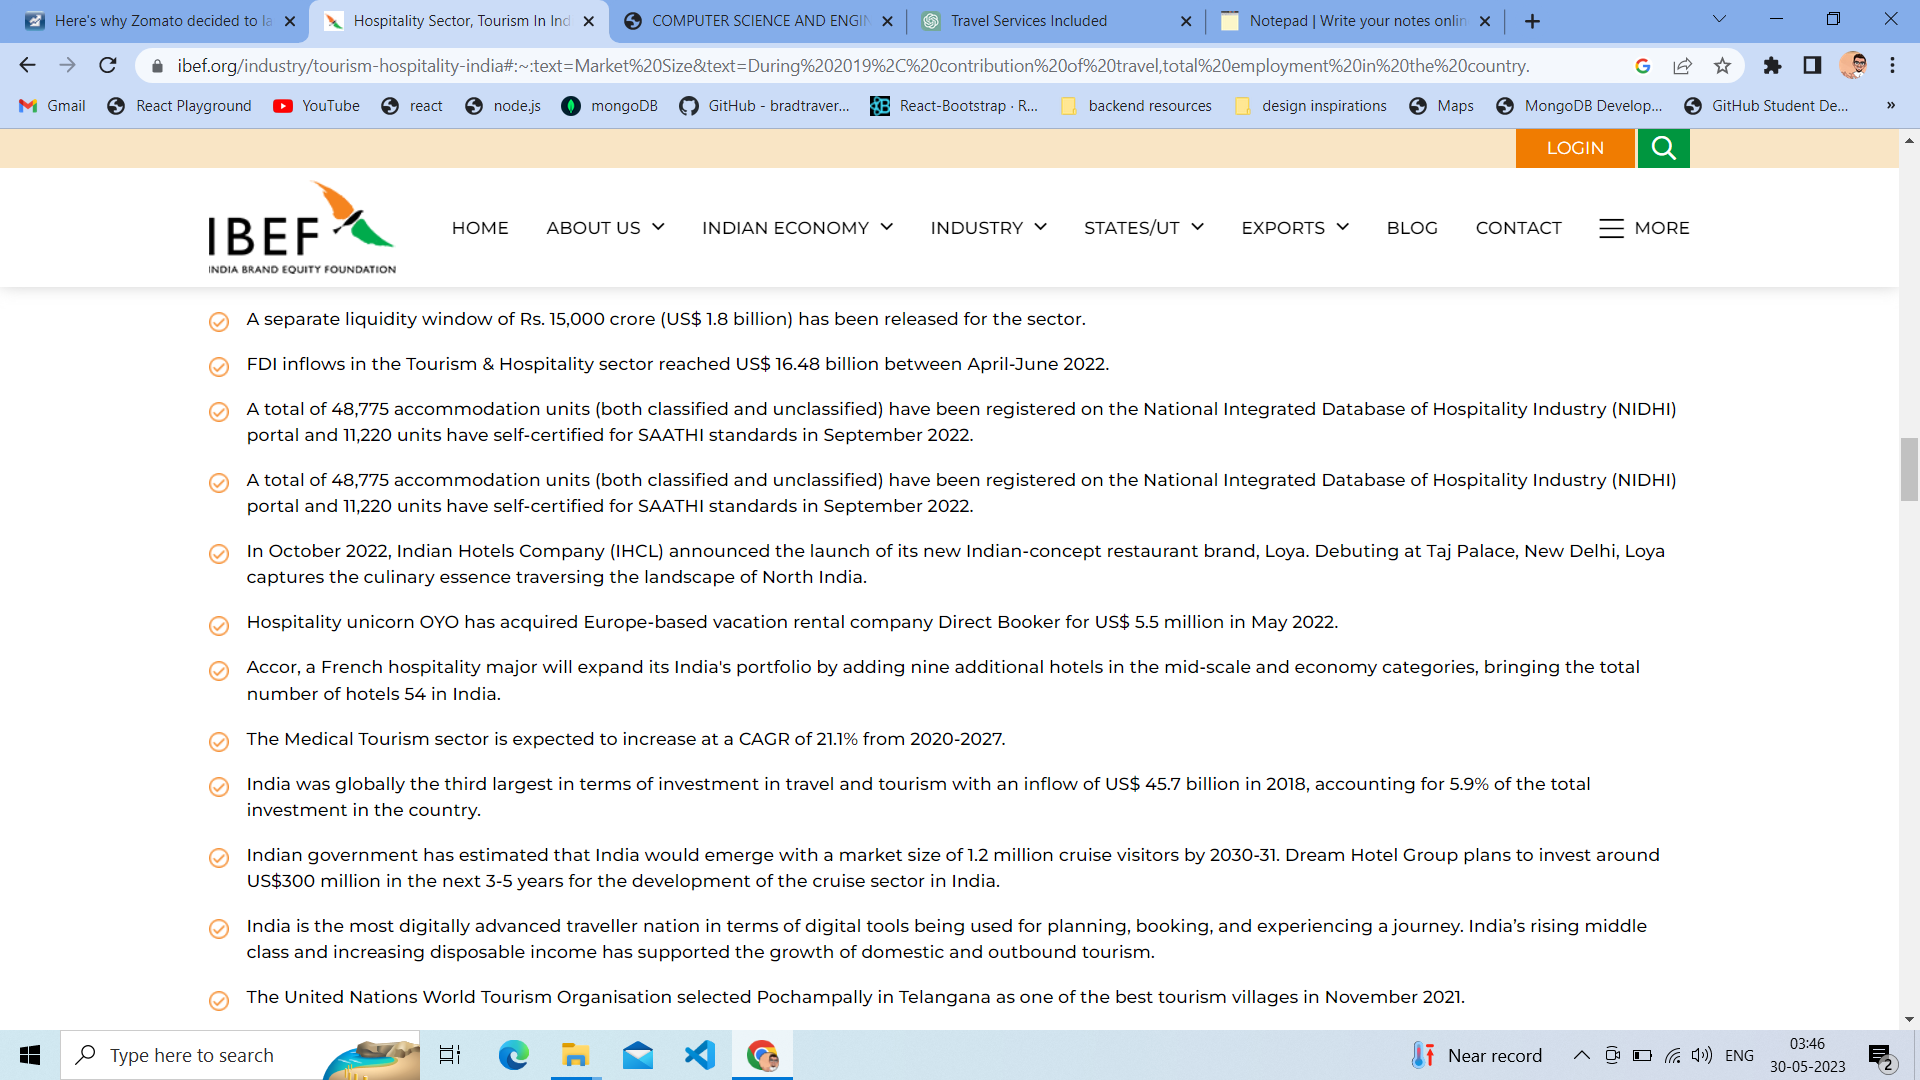 Here's why Zomato decided to la
Hospitality Sector, Tourism In Ind
COMPUTER SCIENCE AND ENGIN
Travel Services Included
Notepad | Write your notes onlin
ibef.org/industry/tourism-hospitality-india#:~:text=Market%20Size&text=During%202019%2C%20contribution%20of%20travel,total%20employment%20in%20the%20country.
Gmail
React Playground
YouTube
react
node.js
mongoDB
GitHub - bradtraver...
React-Bootstrap · R...
backend resources
design inspirations
Maps
MongoDB Develop...
GitHub Student De...
»
LOGIN
IBEF
INDIA BRAND EQUITY FOUNDATION
HOME
ABOUT US
INDIAN ECONOMY
INDUSTRY
STATES/UT
EXPORTS
BLOG
CONTACT
MORE
A separate liquidity window of Rs. 15,000 crore (US$ 1.8 billion) has been released for the sector.
FDI inflows in the Tourism & Hospitality sector reached US$ 16.48 billion between April-June 2022.
A total of 48,775 accommodation units (both classified and unclassified) have been registered on the National Integrated Database of Hospitality Industry (NIDHI)
portal and 11,220 units have self-certified for SAATHI standards in September 2022.
A total of 48,775 accommodation units (both classified and unclassified) have been registered on the National Integrated Database of Hospitality Industry (NIDHI)
portal and 11,220 units have self-certified for SAATHI standards in September 2022.
In October 2022, Indian Hotels Company (IHCL) announced the launch of its new Indian-concept restaurant brand, Loya. Debuting at Taj Palace, New Delhi, Loya
captures the culinary essence traversing the landscape of North India.
Hospitality unicorn OYO has acquired Europe-based vacation rental company Direct Booker for US$ 5.5 million in May 2022.
Accor, a French hospitality major will expand its India's portfolio by adding nine additional hotels in the mid-scale and economy categories, bringing the total
number of hotels 54 in India.
The Medical Tourism sector is expected to increase at a CAGR of 21.1% from 2020-2027.
India was globally the third largest in terms of investment in travel and tourism with an inflow of US$ 45.7 billion in 2018, accounting for 5.9% of the total
investment in the country.
Indian government has estimated that India would emerge with a market size of 1.2 million cruise visitors by 2030-31. Dream Hotel Group plans to invest around
US$300 million in the next 3-5 years for the development of the cruise sector in India.
India is the most digitally advanced traveller nation in terms of digital tools being used for planning, booking, and experiencing a journey. India’s rising middle
class and increasing disposable income has supported the growth of domestic and outbound tourism.
The United Nations World Tourism Organisation selected Pochampally in Telangana as one of the best tourism villages in November 2021.
Type here to search
Near record
ENG
03:46
30-05-2023
2